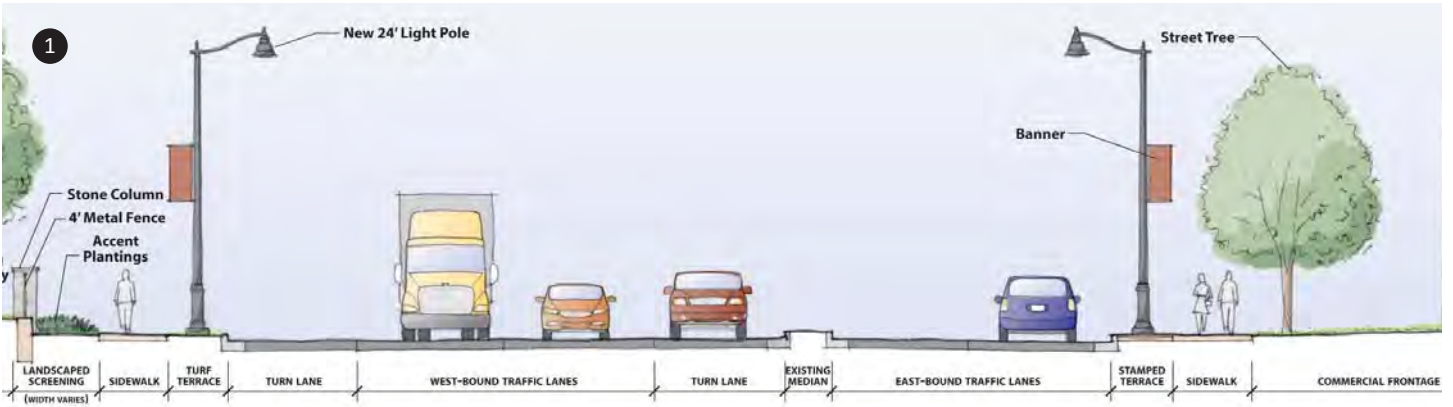 1
New 24' Light Pole
Street Tree
Banner
Stone Column
4' Metal Fence
Accent
Plantings
y
LANDSCAPED
SCREENING
(WIDTH VARIES)
SIDEWALK
TURF
TERRACE
TURN LANE
WEST-BOUND TRAFFIC LANES
TURN LANE
EXISTING
MEDIAN
EAST-BOUND TRAFFIC LANES
STAMPED
TERRACE
SIDEWALK
COMMERCIAL FRONTAGE